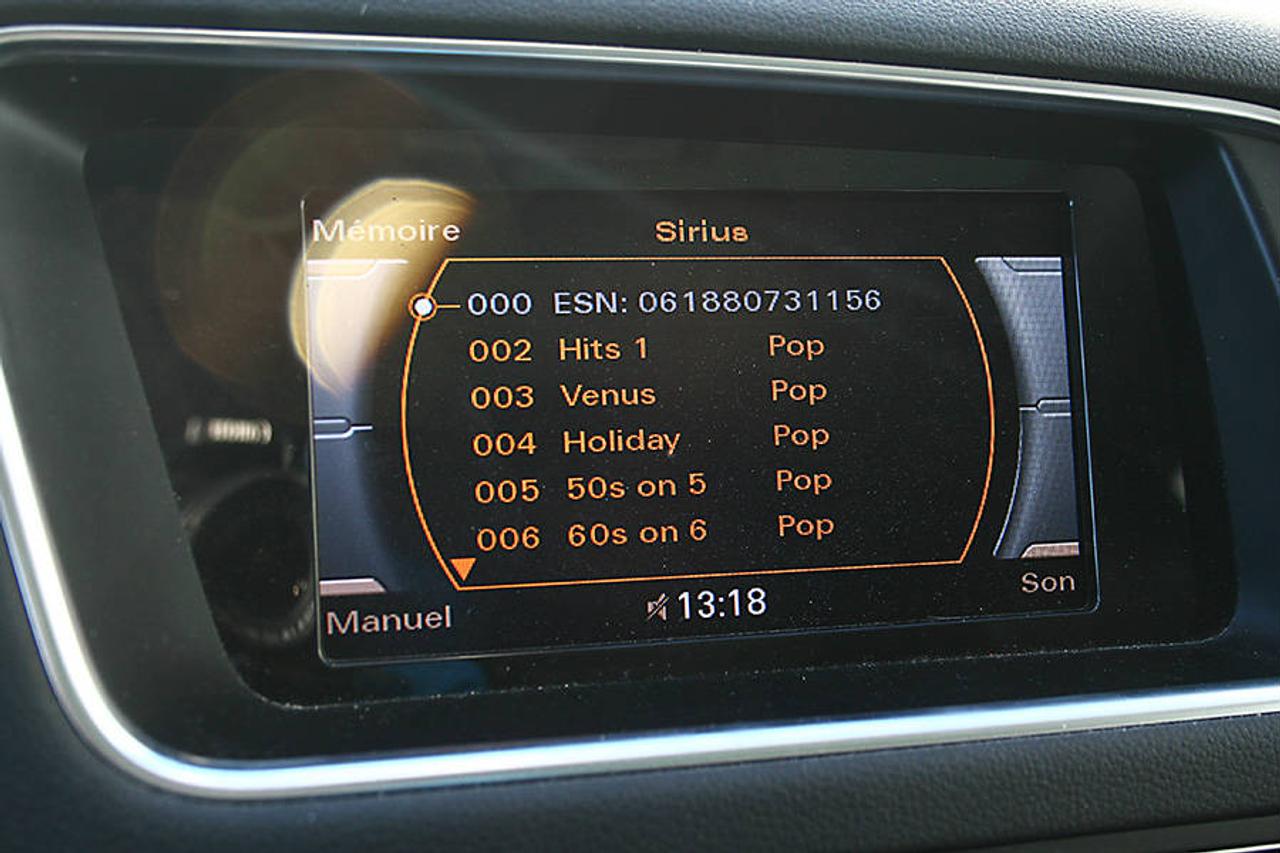 Mémoire Sirius
000 ESN: 061880731156
002 Hits 1 Pop
003 Venus Pop
004 Holiday Pop
005 50s on 5 Pop
006 60s on 6 Pop
Manuel 13:18 Son